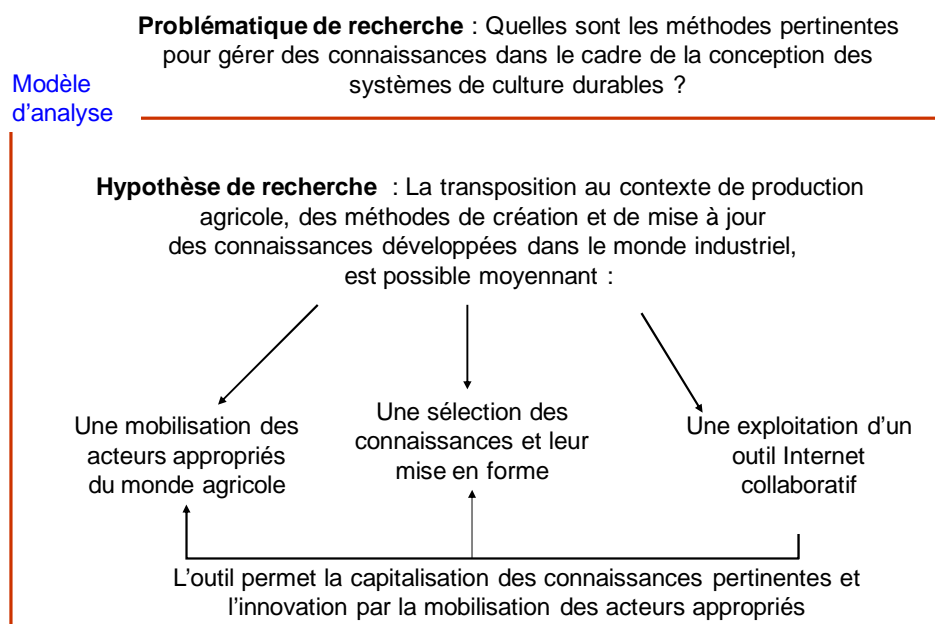 Problématique de recherche : Quelles sont les méthodes pertinentes
pour gérer des connaissances dans le cadre de la conception des
systèmes de culture durables ?
Modèle
d'analyse
Hypothèse de recherche : La transposition au contexte de production
agricole, des méthodes de création et de mise à jour
des connaissances développées dans le monde industriel,
est possible moyennant :
Une mobilisation des
acteurs appropriés
du monde agricole
Une sélection des
connaissances et leur
mise en forme
Une exploitation d'un
outil Internet
collaboratif
L'outil permet la capitalisation des connaissances pertinentes et
l'innovation par la mobilisation des acteurs appropriés